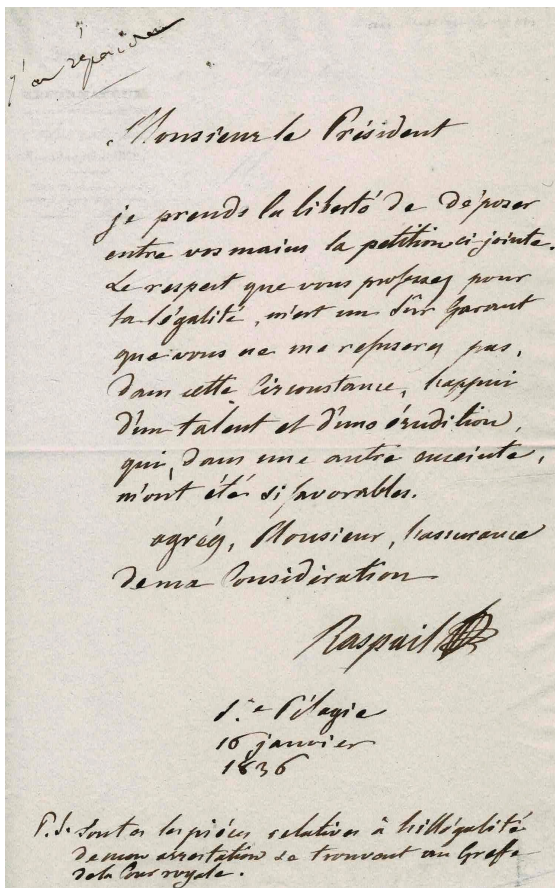 j'ai répondu
Monsieur le Président
je prends la liberté de déposer
entre vos mains la petition ci jointe.
Le respect que vous professez pour
la légalité, m'est un sûr garant
que vous ne me refuserez pas,
dans cette circonstance, l'appui
d'un talent et d'une érudition,
qui, dans une autre enceinte,
m'ont été si favorables.
agréez, Monsieur, l'assurance
de ma considération
Raspail
Ste Pélagie
16 janvier
1836
P.S. toutes les pièces relatives à l'illégalité
de mon arrestation se trouvent au Greffe
de la Cour royale.